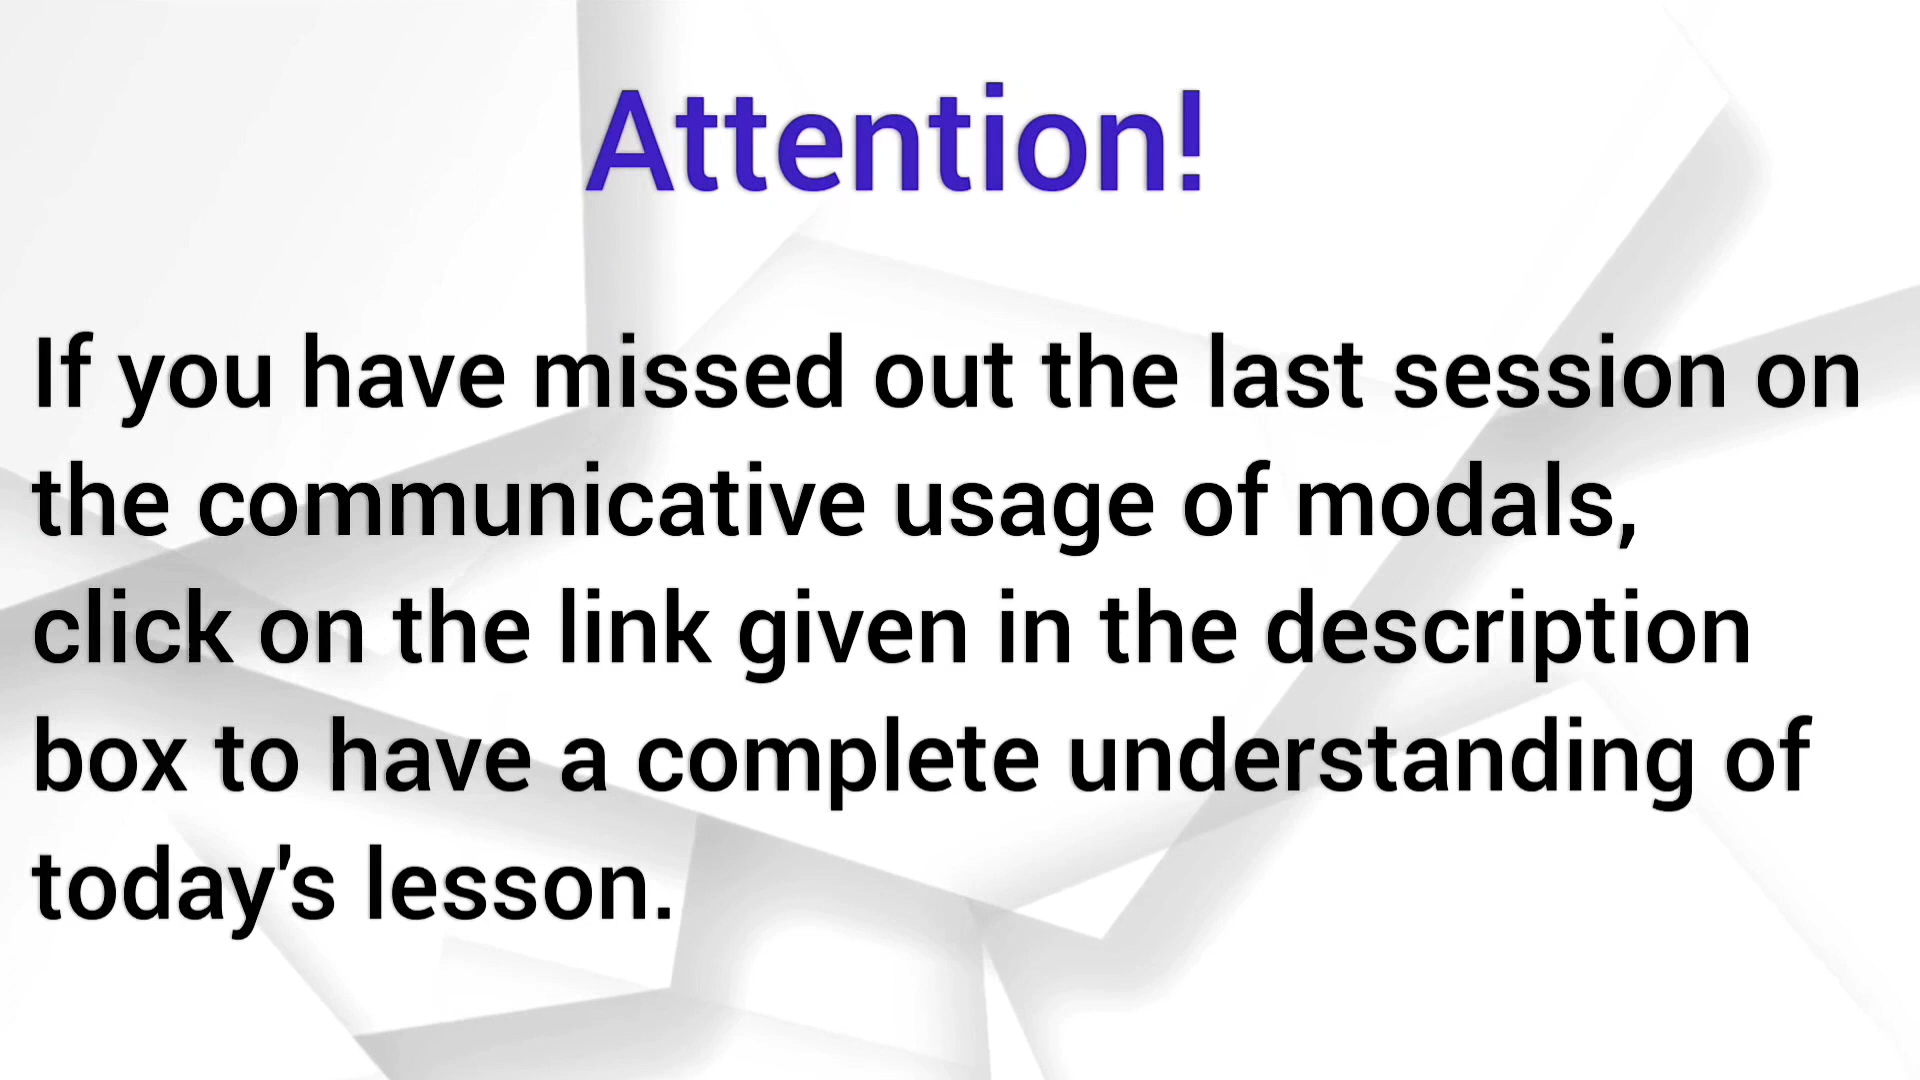 Attention!
If you have missed out the last session on
the communicative usage of modals,
click on the link given in the description
box to have a complete understanding of
today's lesson.